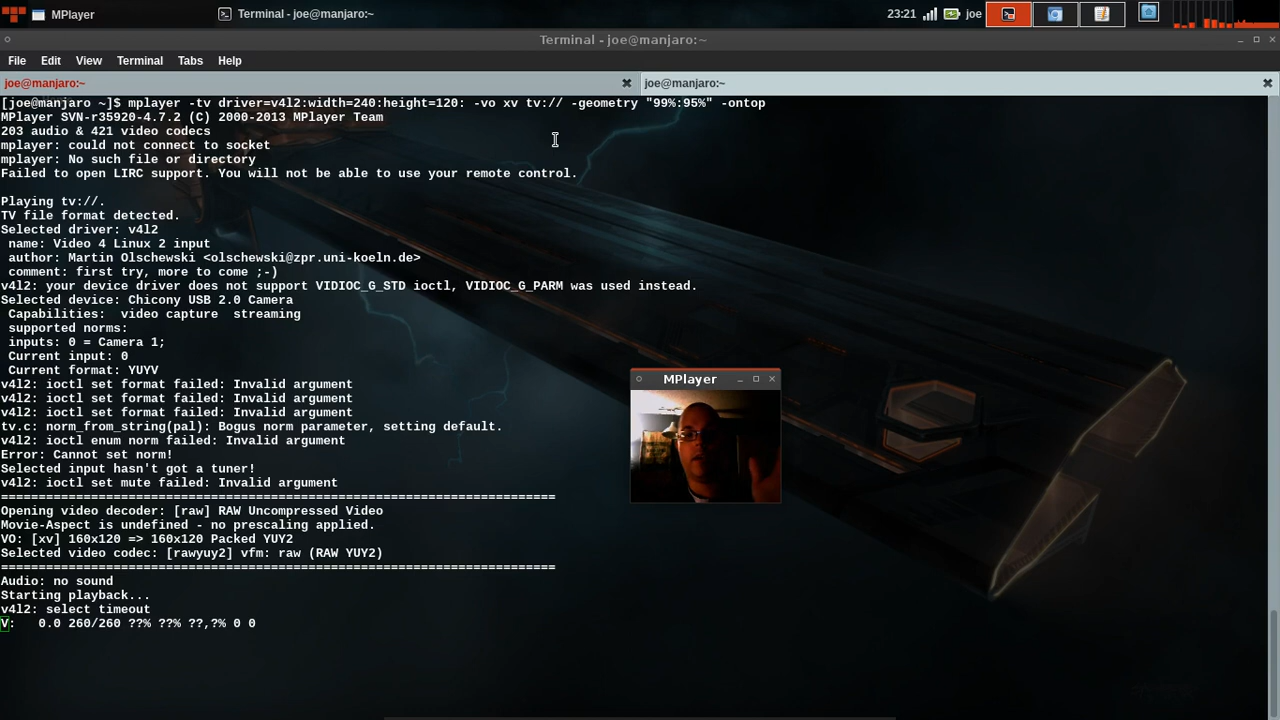 MPlayer
Terminal - joe@manjaro:~
23:21
joe
Terminal - joe@manjaro:~
File Edit View Terminal Tabs Help
joe@manjaro:~
joe@manjaro:~
[joe@manjaro ~]$ mplayer -tv driver=v4l2:width=240:height=120: -vo xv tv:// -geometry "99%:95%" -ontop
MPlayer SVN-r35920-4.7.2 (C) 2000-2013 MPlayer Team
203 audio & 421 video codecs
mplayer: could not connect to socket
mplayer: No such file or directory
Failed to open LIRC support. You will not be able to use your remote control.
Playing tv://.
TV file format detected.
Selected driver: v4l2
name: Video 4 Linux 2 input
author: Martin Olschewski <olschewski@zpr.uni-koeln.de>
comment: first try, more to come ;-)
v4l2: your device driver does not support VIDIOC_G_STD ioctl, VIDIOC_G_PARM was used instead.
Selected device: Chicony USB 2.0 Camera
Capabilities:  video capture  streaming
supported norms:
inputs: 0 = Camera 1;
Current input: 0
Current format: YUYV
v4l2: ioctl set format failed: Invalid argument
v4l2: ioctl set format failed: Invalid argument
v4l2: ioctl set format failed: Invalid argument
tv.c: norm_from_string(pal): Bogus norm parameter, setting default.
v4l2: ioctl enum norm failed: Invalid argument
Error: Cannot set norm!
Selected input hasn't got a tuner!
v4l2: ioctl set mute failed: Invalid argument
==========================================================================
Opening video decoder: [raw] RAW Uncompressed Video
Movie-Aspect is undefined - no prescaling applied.
VO: [xv] 160x120 => 160x120 Packed YUY2
Selected video codec: [rawyuy2] vfm: raw (RAW YUY2)
==========================================================================
Audio: no sound
Starting playback...
v4l2: select timeout
V:   0.0 260/260 ??% ??% ??,?% 0 0
MPlayer